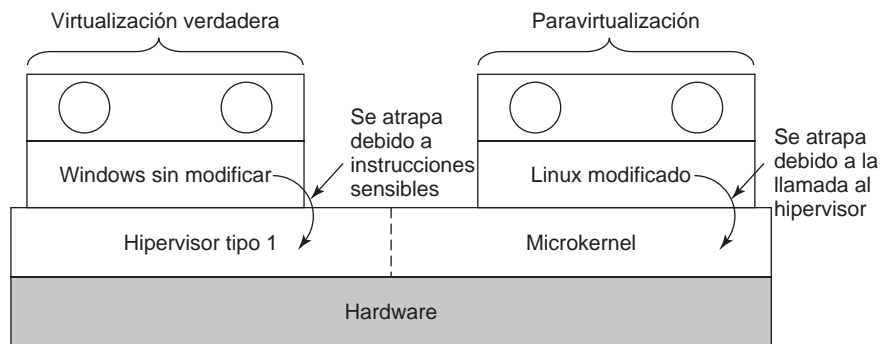 Virtualización verdadera
Paravirtualización
Se atrapa
debido a
instrucciones
sensibles
Se atrapa
debido a la
llamada al
hipervisor
Windows sin modificar
Linux modificado
Hipervisor tipo 1
Microkernel
Hardware